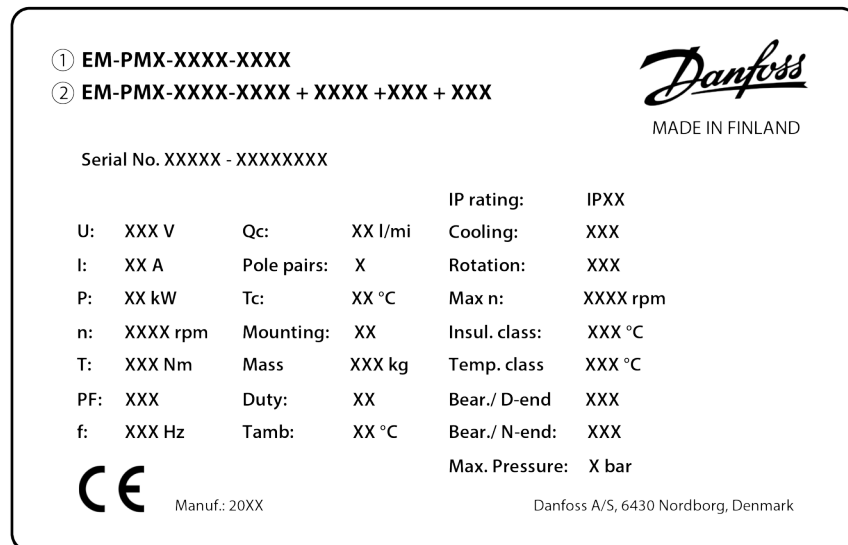 ① EM-PMX-XXXX-XXXX
② EM-PMX-XXXX-XXXX + XXXX +XXX + XXX
Danfoss
MADE IN FINLAND
Serial No. XXXXX - XXXXXXXX
IP rating: IPXX
U: XXX V Qc: XX l/mi Cooling: XXX
I: XX A Pole pairs: X Rotation: XXX
P: XX kW Tc: XX °C Max n: XXXX rpm
n: XXXX rpm Mounting: XX Insul. class: XXX °C
T: XXX Nm Mass XXX kg Temp. class XXX °C
PF: XXX Duty: XX Bear./ D-end XXX
f: XXX Hz Tamb: XX °C Bear./ N-end: XXX
Max. Pressure: X bar
CE Manuf.: 20XX Danfoss A/S, 6430 Nordborg, Denmark